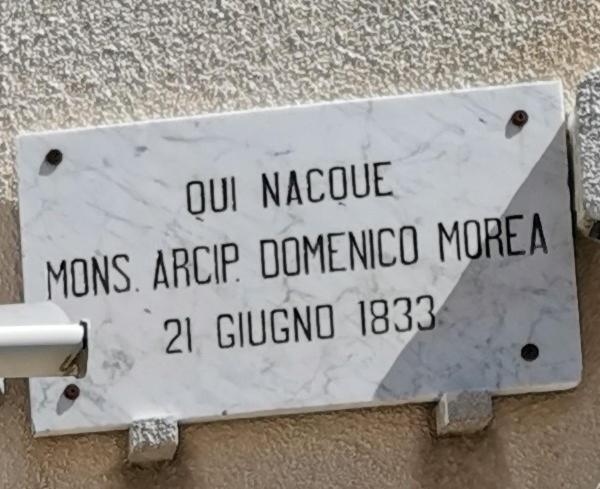 QUI NACQUE
MONS. ARCIP. DOMENICO MOREA
21 GIUGNO 1833